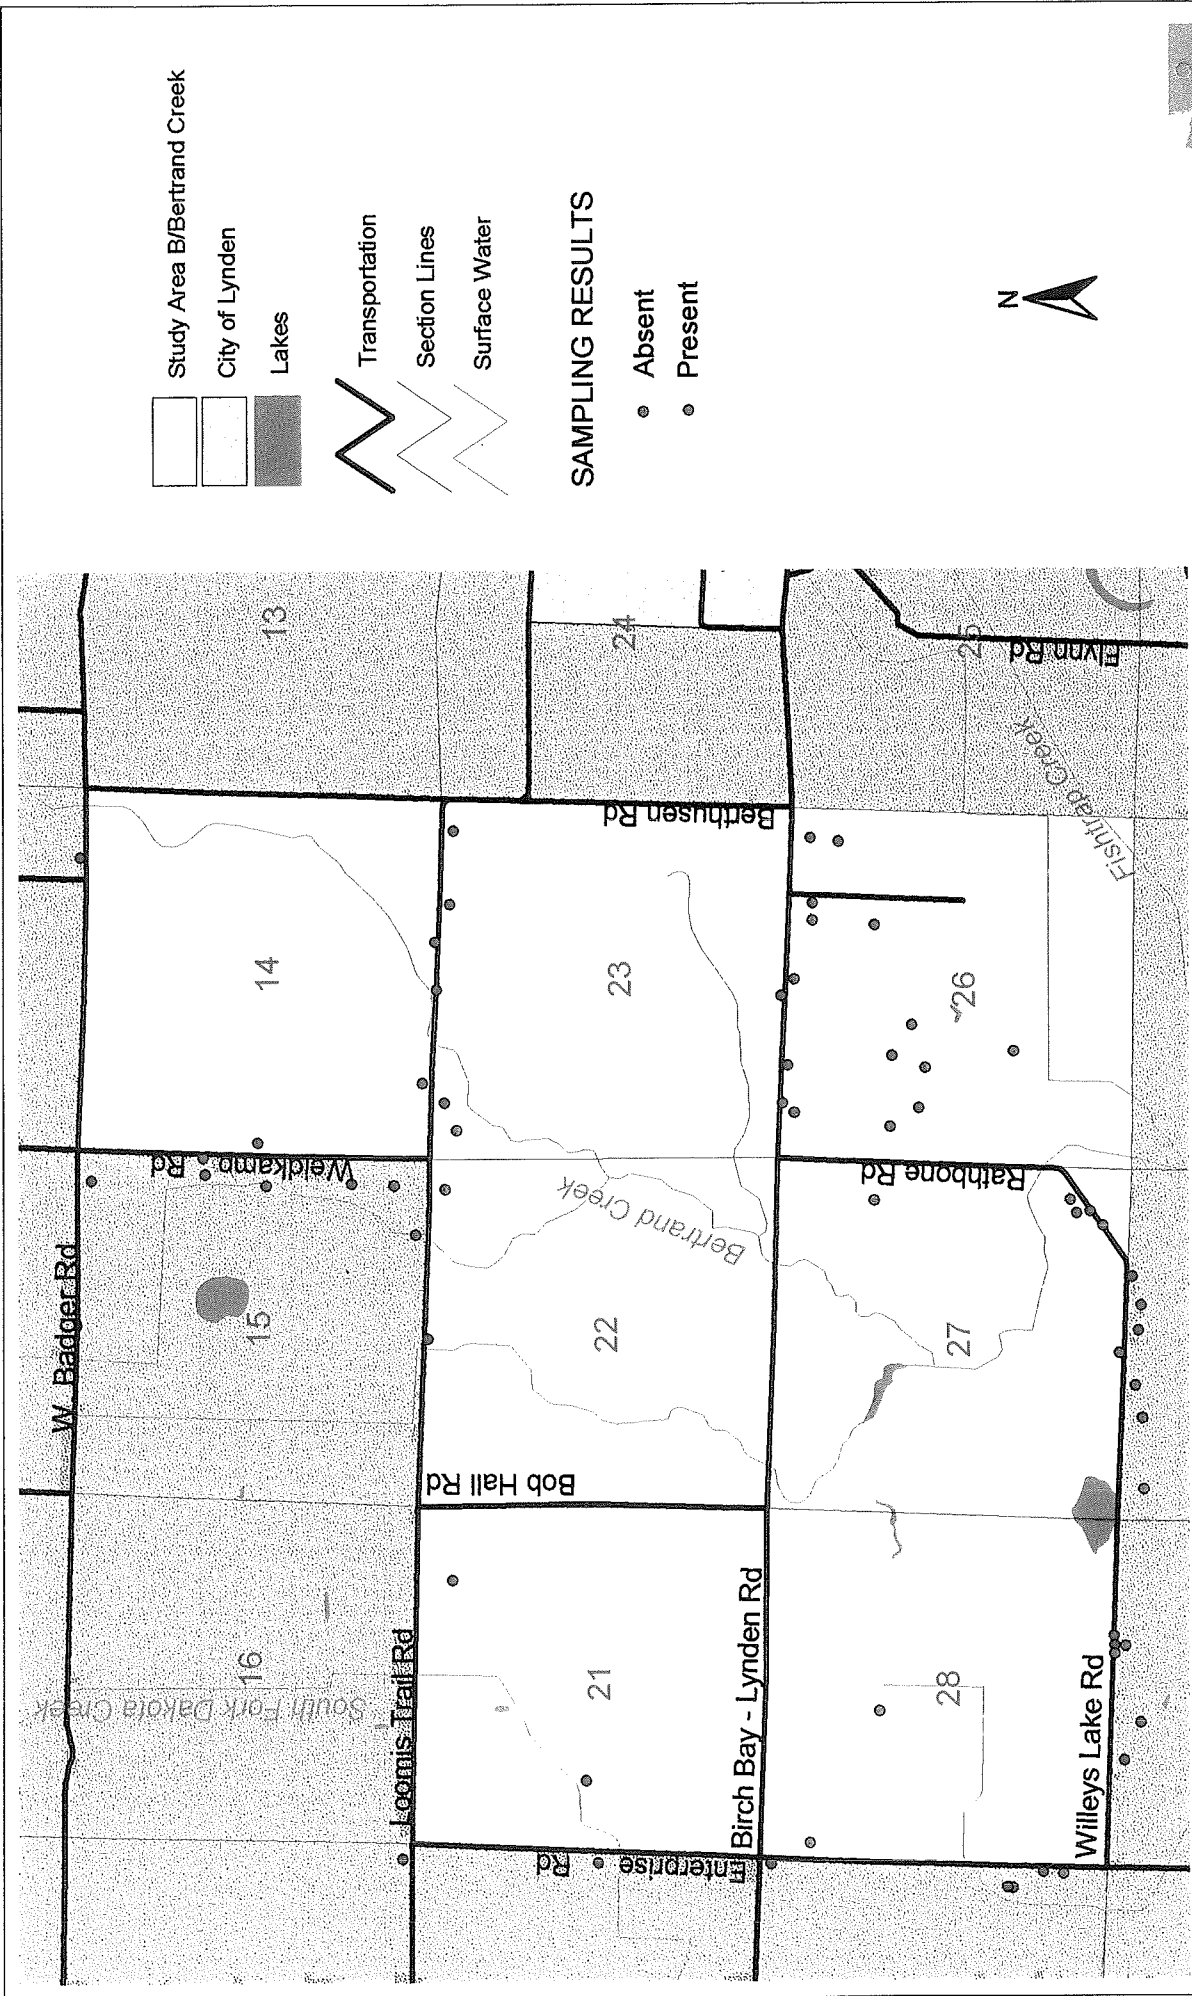 Study Area B/Bertrand Creek
City of Lynden
Lakes
Transportation
Section Lines
Surface Water
SAMPLING RESULTS
Absent
Present
N
W. Badger Rd
Weidkamp Rd
South Fork Dakota Creek
Loomis Trail Rd
Bob Hall Rd
Bertrand Creek
Berthusen Rd
Enterprise Rd
Birch Bay - Lynden Rd
Rathbone Rd
Willeys Lake Rd
Fishtrap Creek
Flynn Rd
16
15
14
13
21
22
23
24
28
27
26
25